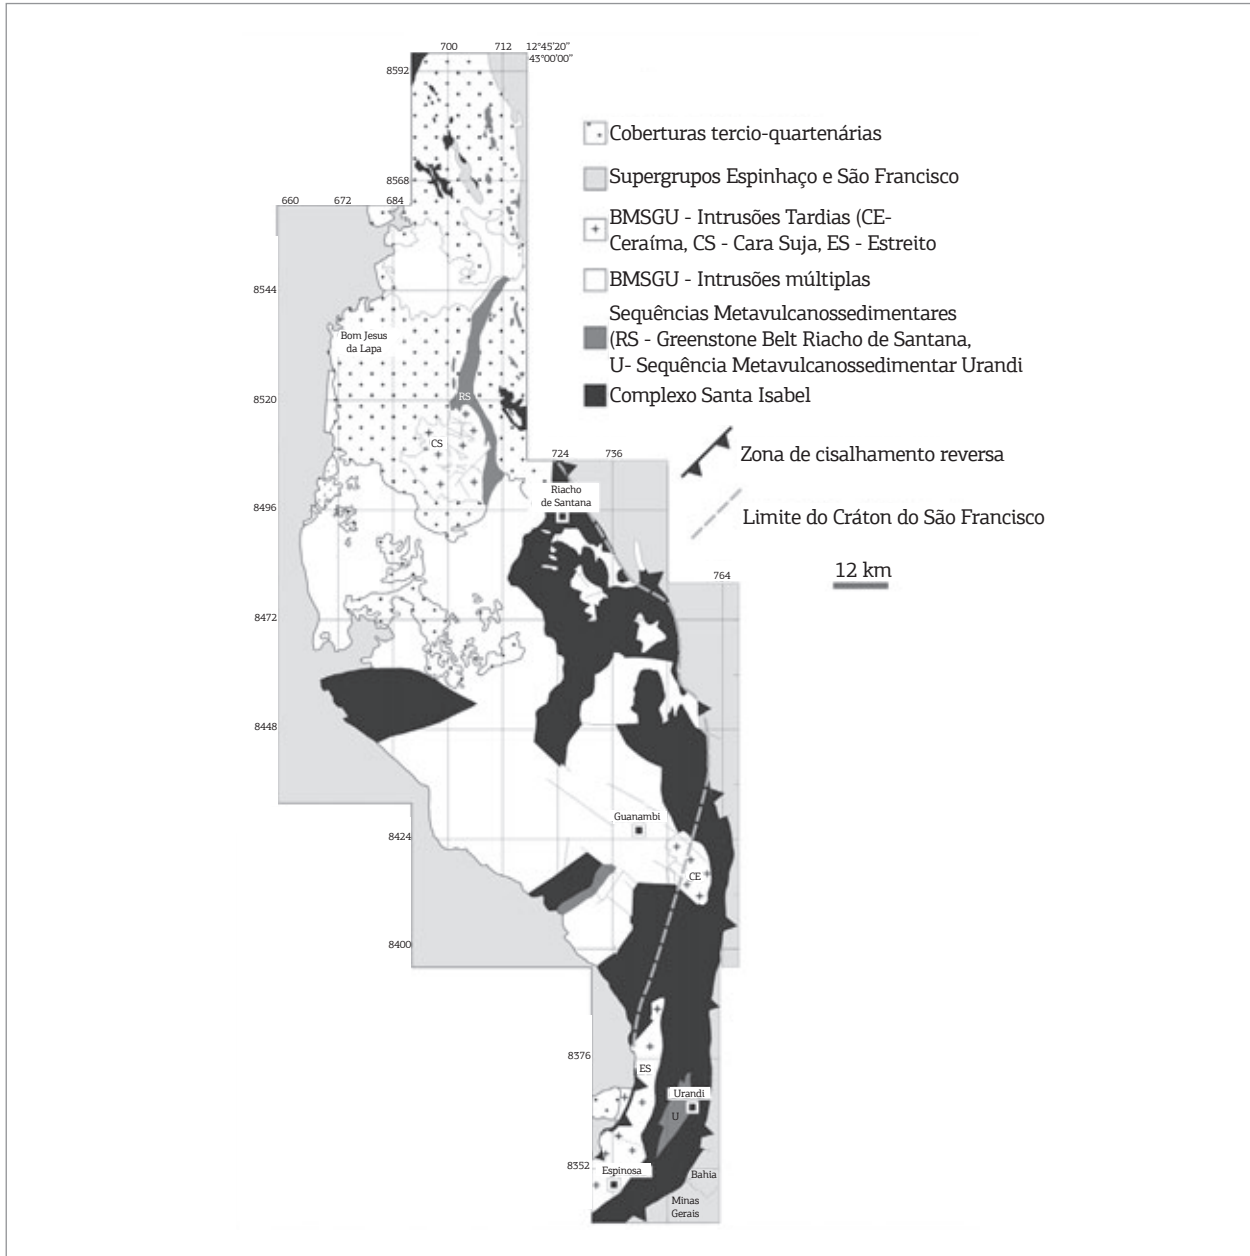 700 712 12°45'20"
43°00'00"
8592
8568
660 672 684
8544
Bom Jesus
da Lapa
8520
RS
CS
724 736
Riacho
de Santana
8496
764
8472
8448
Guanambi
8424
CE
8400
8376
ES
Urandi
U
8352
Espinosa
Bahia
Minas
Gerais
Coberturas tercio-quartenárias
Supergrupos Espinhaço e São Francisco
BMSGU - Intrusões Tardias (CE-
Ceraíma, CS - Cara Suja, ES - Estreito
BMSGU - Intrusões múltiplas
Sequências Metavulcanossedimentares
(RS - Greenstone Belt Riacho de Santana,
U- Sequência Metavulcanossedimentar Urandi
Complexo Santa Isabel
Zona de cisalhamento reversa
Limite do Cráton do São Francisco
12 km